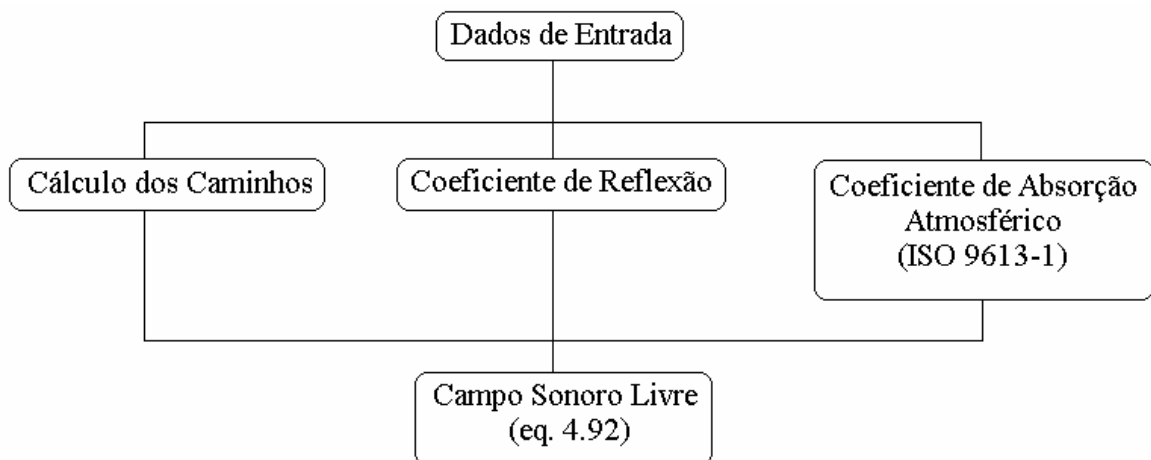 Dados de Entrada
Cálculo dos Caminhos
Coeficiente de Reflexão
Coeficiente de Absorção
Atmosférico
(ISO 9613-1)
Campo Sonoro Livre
(eq. 4.92)